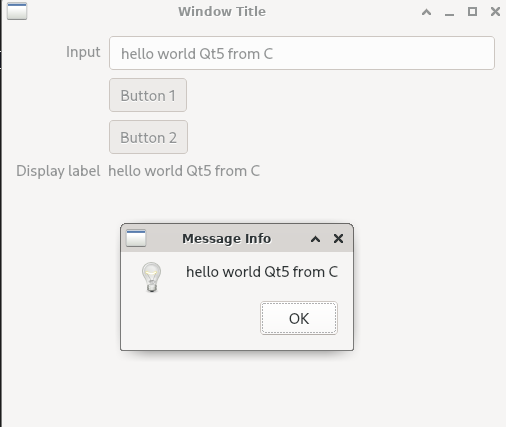 Window Title
Input hello world Qt5 from C
Button 1
Button 2
Display label hello world Qt5 from C
Message Info
hello world Qt5 from C
OK